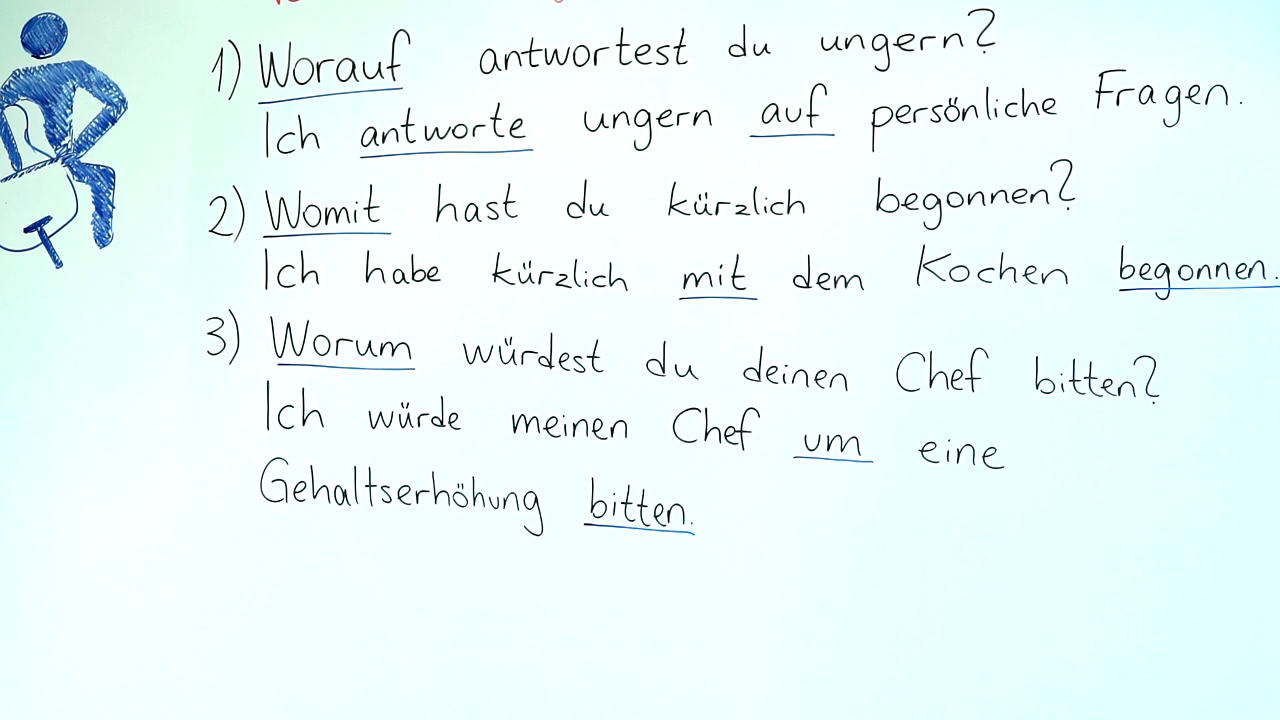 1) Worauf antwortest du ungern?
Ich antworte ungern auf persönliche Fragen.
2) Womit hast du kürzlich begonnen?
Ich habe kürzlich mit dem Kochen begonnen.
3) Worum würdest du deinen Chef bitten?
Ich würde meinen Chef um eine
Gehaltserhöhung bitten.